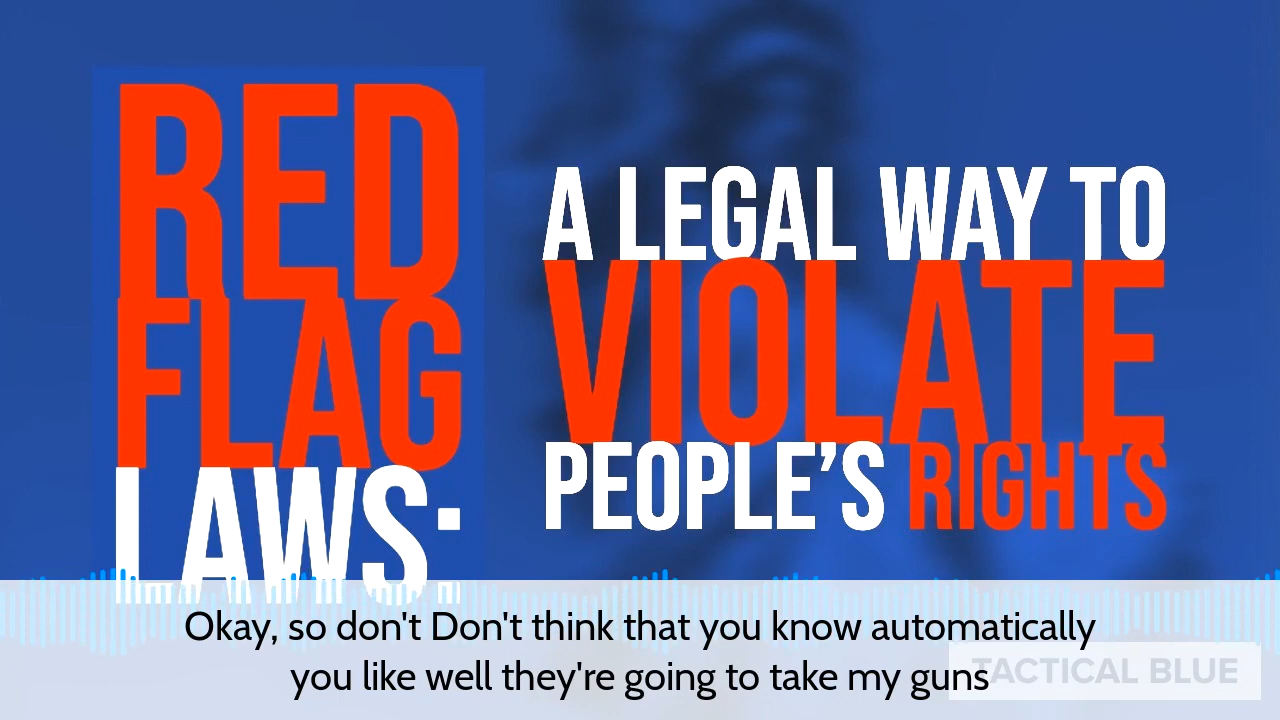 RED
FLAG
LAWS:
A LEGAL WAY TO
VIOLATE
PEOPLE'S RIGHTS
Okay, so don't Don't think that you know automatically
you like well they're going to take my guns
TACTICAL BLUE